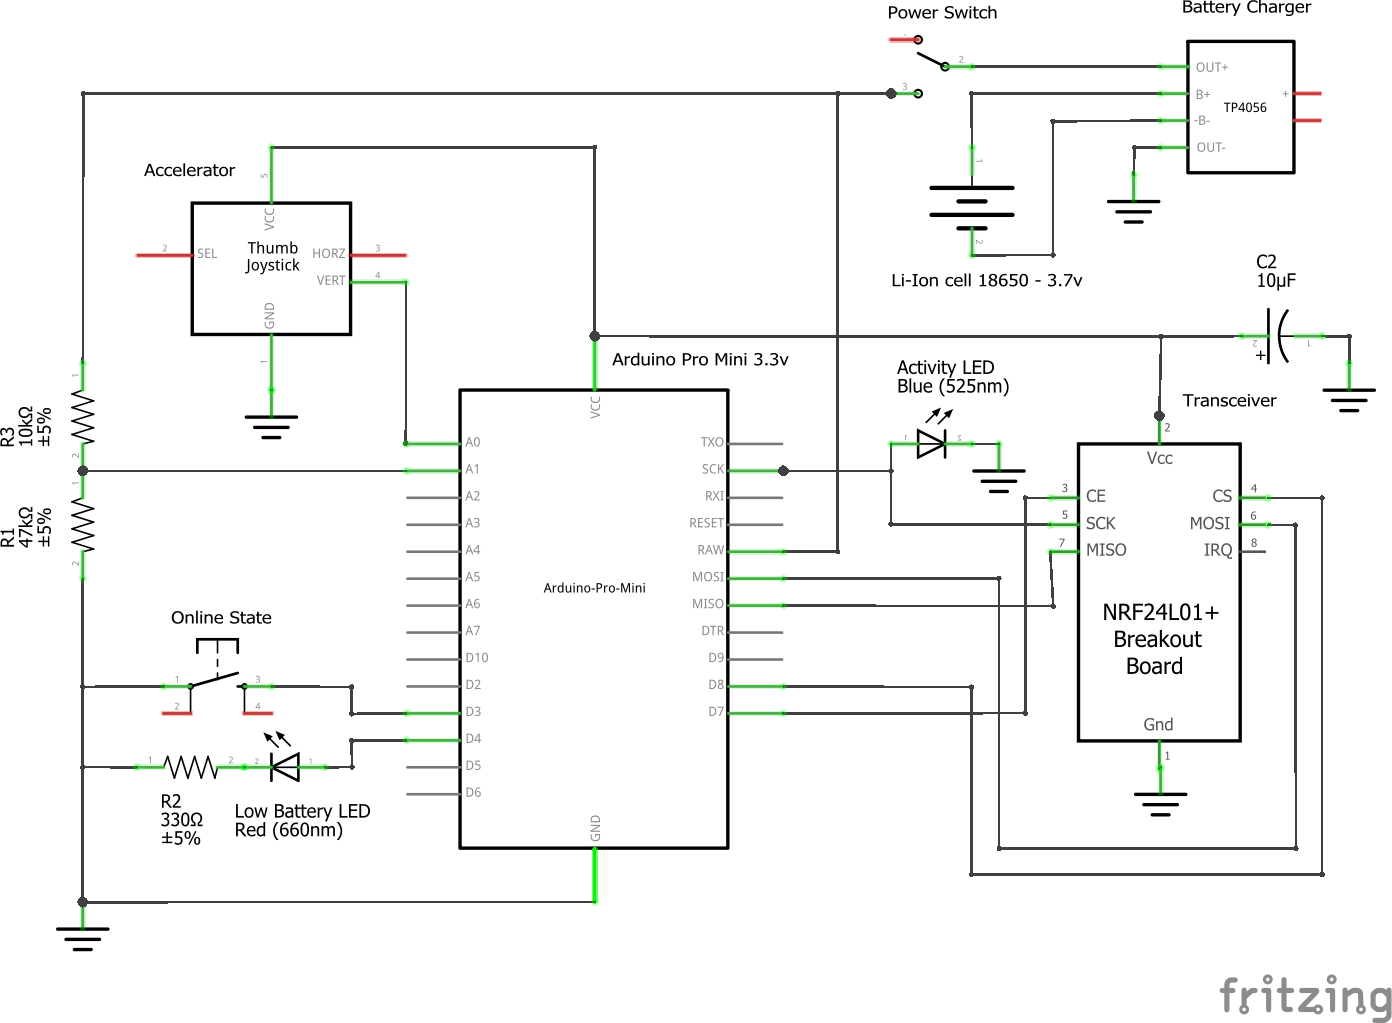 Power Switch
Battery Charger
1
2
3
OUT+
B+
-B-
OUT-
TP4056
+
Accelerator
5
VCC
2
SEL
Thumb
Joystick
HORZ
3
VERT
4
GND
1
1
2
Li-Ion cell 18650 - 3.7v
C2
10µF
2
1
+
Arduino Pro Mini 3.3v
Activity LED
Blue (525nm)
1
2
Transceiver
R3
10kΩ
±5%
1
2
R1
47kΩ
±5%
1
2
VCC
A0
A1
A2
A3
A4
A5
A6
A7
D10
D2
D3
D4
D5
D6
Arduino-Pro-Mini
TXO
SCK
RXI
RESET
RAW
MOSI
MISO
DTR
D9
D8
D7
GND
2
Vcc
3
CE
5
SCK
7
MISO
CS
4
MOSI
6
IRQ
8
NRF24L01+
Breakout
Board
Gnd
1
Online State
1
2
3
4
1
2
2
1
R2
330Ω
±5%
Low Battery LED
Red (660nm)
fritzing